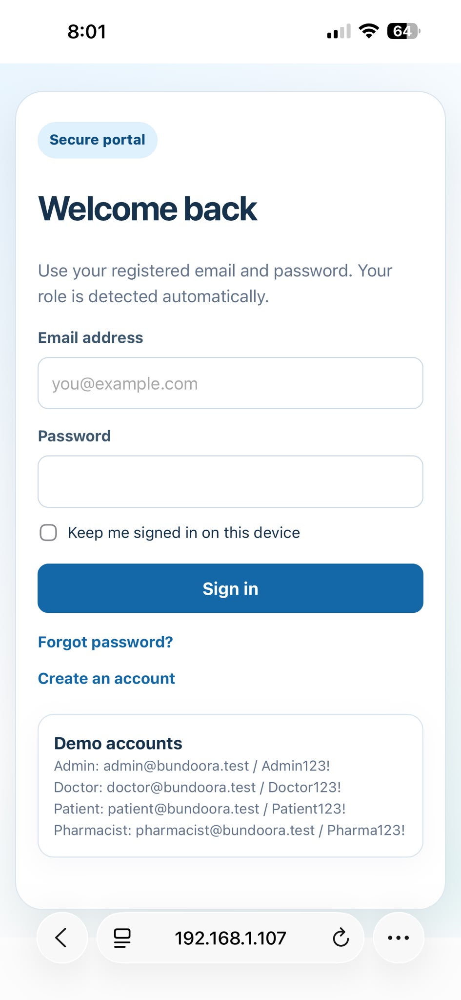 8:01
64
Secure portal
Welcome back
Use your registered email and password. Your
role is detected automatically.
Email address
you@example.com
Password
Keep me signed in on this device
Sign in
Forgot password?
Create an account
Demo accounts
Admin: admin@bundoora.test / Admin123!
Doctor: doctor@bundoora.test / Doctor123!
Patient: patient@bundoora.test / Patient123!
Pharmacist: pharmacist@bundoora.test / Pharma123!
192.168.1.107